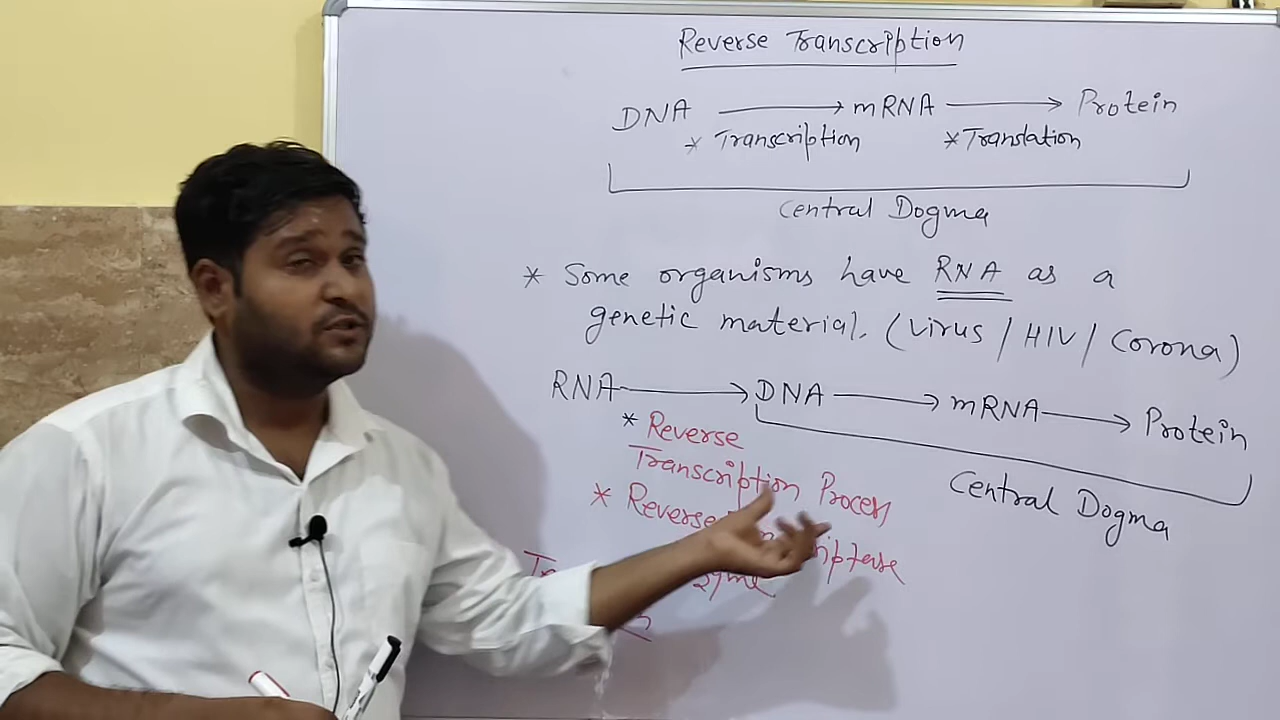 Reverse Transcription
DNA → mRNA → Protein
* Transcription * Translation
Central Dogma
* Some organisms have RNA as a
genetic material. (virus / HIV / Corona)
RNA → DNA → mRNA → Protein
* Reverse
Transcription Process
Central Dogma
* Reverse